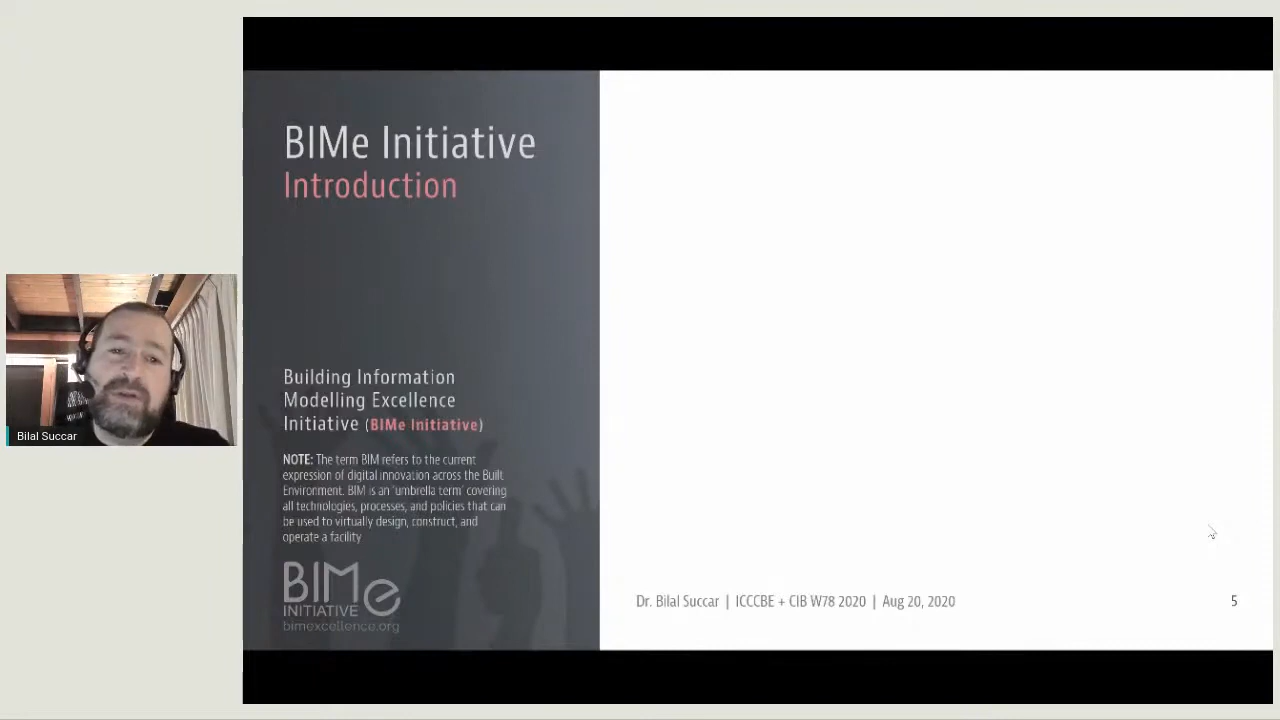 BIMe Initiative
Introduction
Building Information
Modelling Excellence
Initiative (BIMe Initiative)
NOTE: The term BIM refers to the current
expression of digital innovation across the Built
Environment. BIM is an 'umbrella term' covering
all technologies, processes, and policies that can
be used to virtually design, construct, and
operate a facility
BIMe
INITIATIVE
bimexcellence.org
Dr. Bilal Succar | ICCCBE + CIB W78 2020 | Aug 20, 2020
5
Bilal Succar